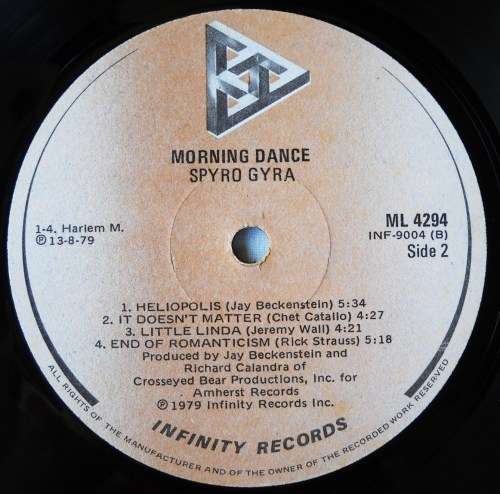 MORNING DANCE
SPYRO GYRA
1-4. Harlem M.
℗13-8-79
ML 4294
INF-9004 (B)
Side 2
1. HELIOPOLIS (Jay Beckenstein) 5:34
2. IT DOESN'T MATTER (Chet Catallo) 4:27
3. LITTLE LINDA (Jeremy Wall) 4:21
4. END OF ROMANTICISM (Rick Strauss) 5:18
Produced by Jay Beckenstein and
Richard Calandra of
Crosseyed Bear Productions, Inc. for
Amherst Records
℗1979 Infinity Records Inc.
INFINITY RECORDS
ALL RIGHTS OF THE MANUFACTURER AND OF THE OWNER OF THE RECORDED WORK RESERVED